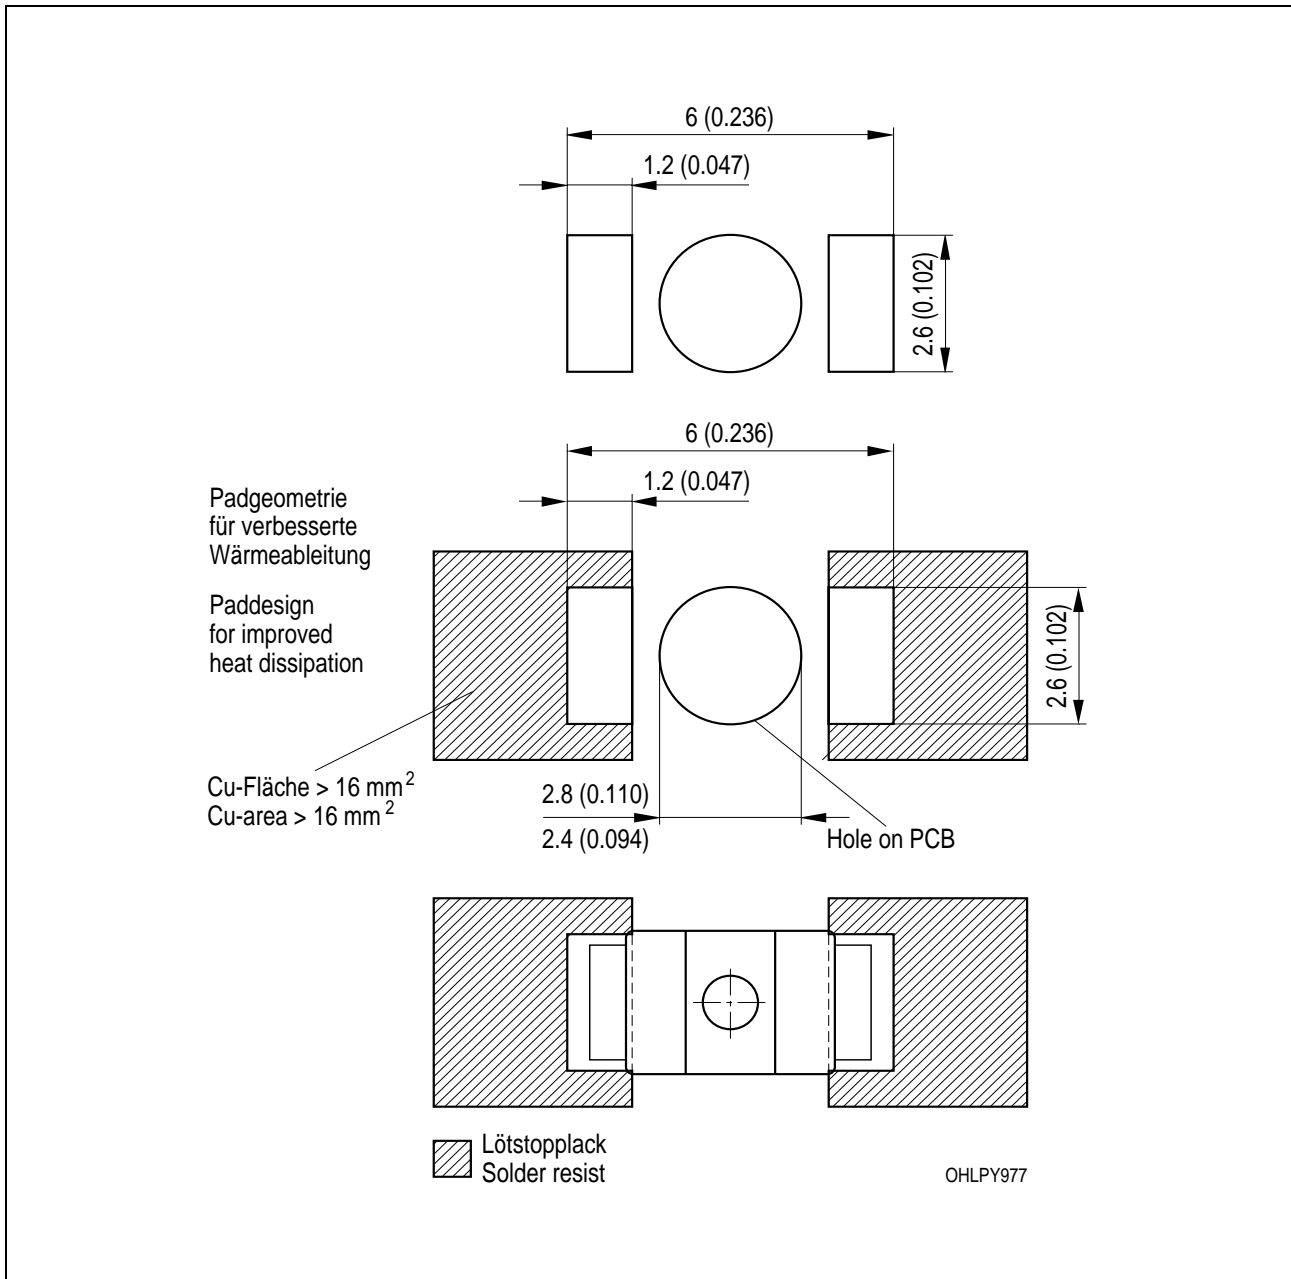 6 (0.236)
1.2 (0.047)
2.6 (0.102)
6 (0.236)
1.2 (0.047)
Padgeometrie
für verbesserte
Wärmeableitung
Paddesign
for improved
heat dissipation
2.6 (0.102)
Cu-Fläche > 16 mm²
Cu-area > 16 mm²
2.8 (0.110)
2.4 (0.094)
Hole on PCB
Lötstopplack
Solder resist
OHLPY977